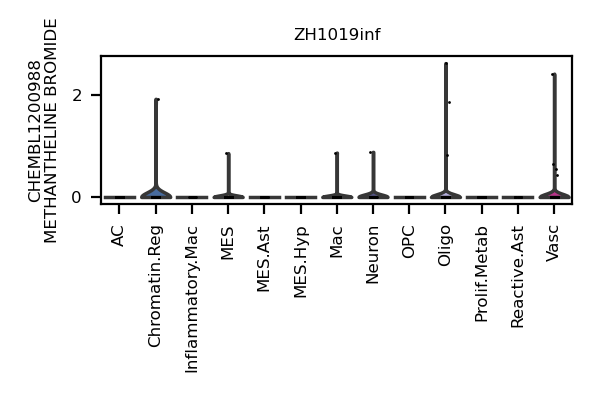 ZH1019inf
CHEMBL1200988
METHANTHELINE BROMIDE
2
0
AC
Chromatin.Reg
Inflammatory.Mac
MES
MES.Ast
MES.Hyp
Mac
Neuron
OPC
Oligo
Prolif.Metab
Reactive.Ast
Vasc